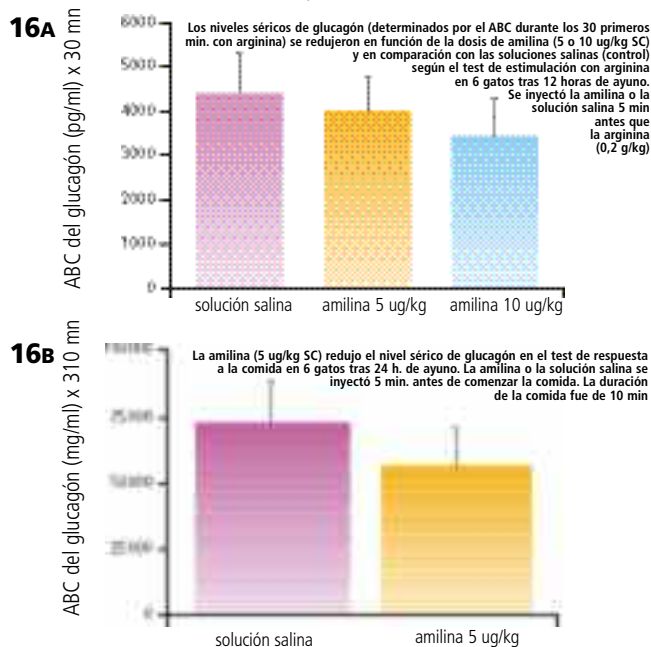 16A
ABC del glucagón (pg/ml) x 30 mn
6000
5000
4000
3000
2000
1000
0
Los niveles séricos de glucagón (determinados por el ABC durante los 30 primeros
min. con arginina) se redujeron en función de la dosis de amilina (5 o 10 ug/kg SC)
y en comparación con las soluciones salinas (control)
según el test de estimulación con arginina
en 6 gatos tras 12 horas de ayuno.
Se inyectó la amilina o la
solución salina 5 min
antes que
la arginina
(0,2 g/kg)
solución salina
amilina 5 ug/kg
amilina 10 ug/kg
16B
ABC del glucagón (mg/ml) x 310 mn
25.000
0
La amilina (5 ug/kg SC) redujo el nivel sérico de glucagón en el test de respuesta
a la comida en 6 gatos tras 24 h. de ayuno. La amilina o la solución salina se
inyectó 5 min. antes de comenzar la comida. La duración
de la comida fue de 10 min
solución salina
amilina 5 ug/kg